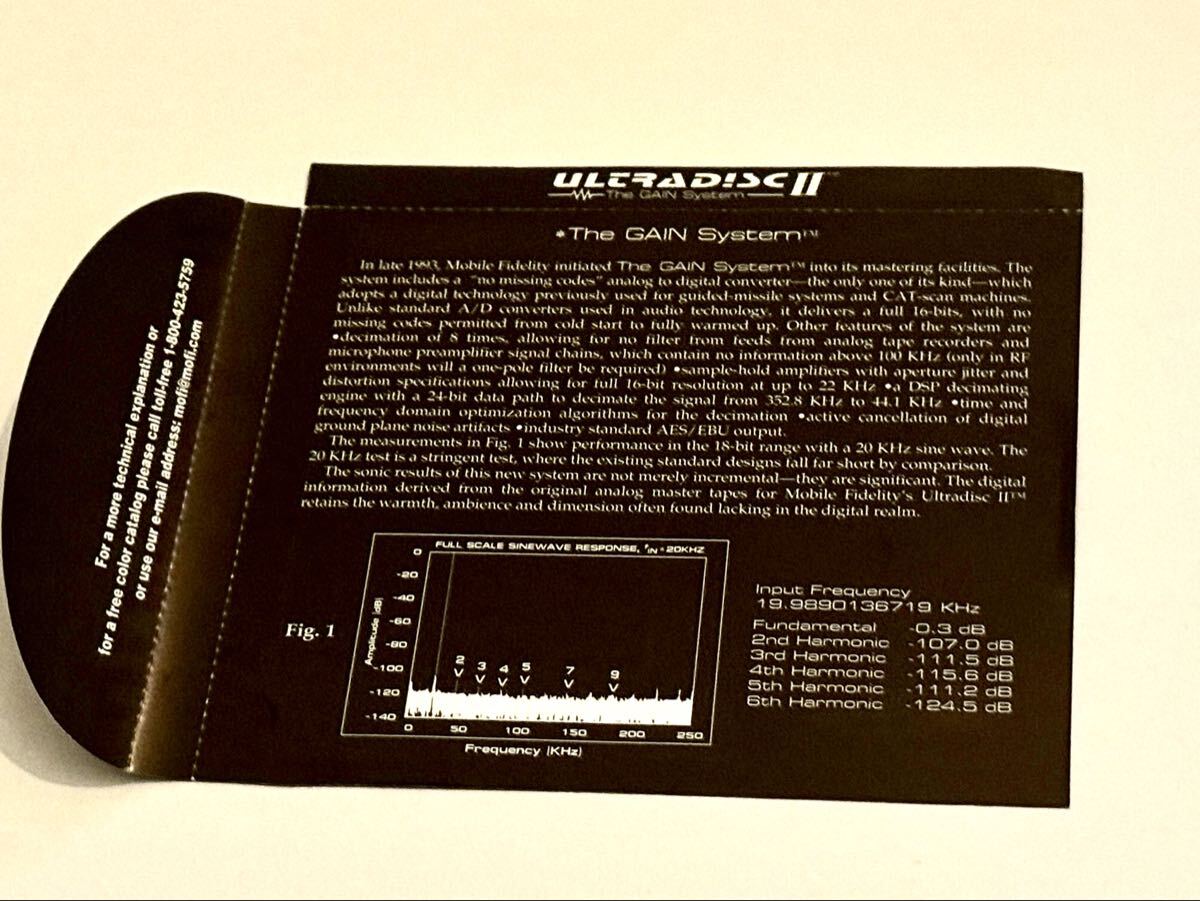 ULTRADISC II™
The GAIN System
*The GAIN System™
In late 1993, Mobile Fidelity initiated The GAIN System™ into its mastering facilities. The
system includes a "no missing codes" analog to digital converter—the only one of its kind—which
adopts a digital technology previously used for guided-missile systems and CAT-scan machines.
Unlike standard A/D converters used in audio technology, it delivers a full 16-bits, with no
missing codes permitted from cold start to fully warmed up. Other features of the system are
•decimation of 8 times, allowing for no filter from feeds from analog tape recorders and
microphone preamplifier signal chains, which contain no information above 100 KHz (only in RF
environments will a one-pole filter be required) •sample-hold amplifiers with aperture jitter and
distortion specifications allowing for full 16-bit resolution at up to 22 KHz •a DSP decimating
engine with a 24-bit data path to decimate the signal from 352.8 KHz to 44.1 KHz •time and
frequency domain optimization algorithms for the decimation •active cancellation of digital
ground plane noise artifacts •industry standard AES/EBU output.
The measurements in Fig. 1 show performance in the 18-bit range with a 20 KHz sine wave. The
20 KHz test is a stringent test, where the existing standard designs fall far short by comparison.
The sonic results of this new system are not merely incremental—they are significant. The digital
information derived from the original analog master tapes for Mobile Fidelity's Ultradisc II™
retains the warmth, ambience and dimension often found lacking in the digital realm.
Fig. 1
FULL SCALE SINEWAVE RESPONSE, FIN =20KHZ
Amplitude (dB)
0
-20
-40
-60
-80
-100
-120
-140
2 3 4 5 7 9
0 50 100 150 200 250
Frequency (KHz)
Input Frequency
19.9890136719 KHz
Fundamental -0.3 dB
2nd Harmonic -107.0 dB
3rd Harmonic -111.5 dB
4th Harmonic -115.6 dB
5th Harmonic -111.2 dB
6th Harmonic -124.5 dB
For a more technical explanation or
for a free color catalog please call toll-free 1-800-423-5759
or use our e-mail address: mofi@mofi.com